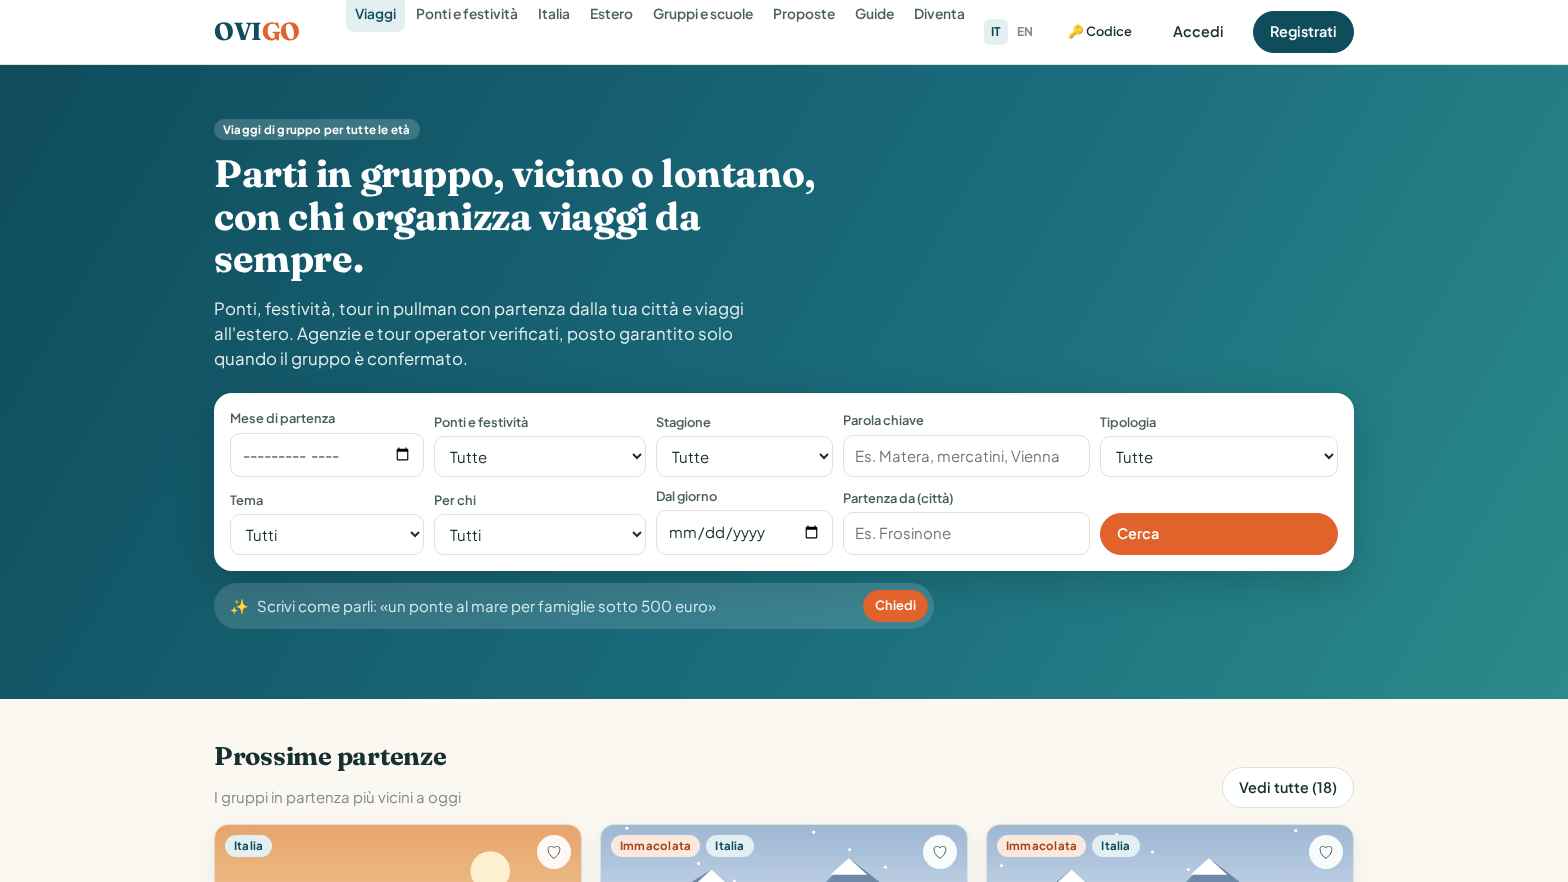 OVIGO
Viaggi Ponti e festività Italia Estero Gruppi e scuole Proposte Guide Diventa
IT EN
🔑 Codice
Accedi
Registrati
Viaggi di gruppo per tutte le età
Parti in gruppo, vicino o lontano,
con chi organizza viaggi da
sempre.
Ponti, festività, tour in pullman con partenza dalla tua città e viaggi
all'estero. Agenzie e tour operator verificati, posto garantito solo
quando il gruppo è confermato.
Mese di partenza Ponti e festività Stagione Parola chiave Tipologia
--------- ---- Tutte Tutte Es. Matera, mercatini, Vienna Tutte
Tema Per chi Dal giorno Partenza da (città)
Tutti Tutti mm/dd/yyyy Es. Frosinone Cerca
✨ Scrivi come parli: «un ponte al mare per famiglie sotto 500 euro» Chiedi
Prossime partenze
I gruppi in partenza più vicini a oggi
Vedi tutte (18)
Italia
Immacolata Italia
Immacolata Italia